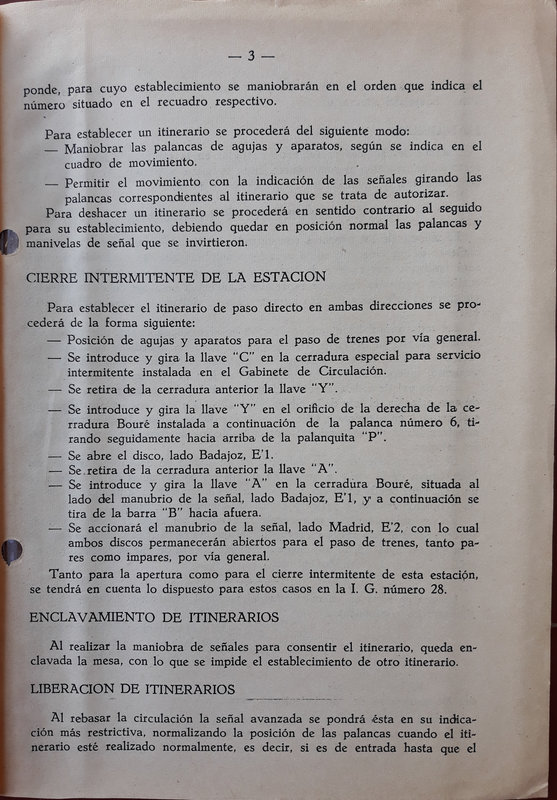 — 3 —
ponde, para cuyo establecimiento se maniobrarán en el orden que indica el
número situado en el recuadro respectivo.
Para establecer un itinerario se procederá del siguiente modo:
— Maniobrar las palancas de agujas y aparatos, según se indica en el
cuadro de movimiento.
— Permitir el movimiento con la indicación de las señales girando las
palancas correspondientes al itinerario que se trata de autorizar.
Para deshacer un itinerario se procederá en sentido contrario al seguido
para su establecimiento, debiendo quedar en posición normal las palancas y
manivelas de señal que se invirtieron.
CIERRE INTERMITENTE DE LA ESTACION
Para establecer el itinerario de paso directo en ambas direcciones se pro-
cederá de la forma siguiente:
— Posición de agujas y aparatos para el paso de trenes por vía general.
— Se introduce y gira la llave "C" en la cerradura especial para servicio
intermitente instalada en el Gabinete de Circulación.
— Se retira de la cerradura anterior la llave "Y".
— Se introduce y gira la llave "Y" en el orificio de la derecha de la ce-
rradura Bouré instalada a continuación de la palanca número 6, ti-
rando seguidamente hacia arriba de la palanquita "P".
— Se abre el disco, lado Badajoz, E'1.
— Se retira de la cerradura anterior la llave "A".
— Se introduce y gira la llave "A" en la cerradura Bouré, situada al
lado del manubrio de la señal, lado Badajoz, E'1, y a continuación se
tira de la barra "B" hacia afuera.
— Se accionará el manubrio de la señal, lado Madrid, E'2, con lo cual
ambos discos permanecerán abiertos para el paso de trenes, tanto pa-
res como impares, por vía general.
Tanto para la apertura como para el cierre intermitente de esta estación,
se tendrá en cuenta lo dispuesto para estos casos en la I. G. número 28.
ENCLAVAMIENTO DE ITINERARIOS
Al realizar la maniobra de señales para consentir el itinerario, queda en-
clavada la mesa, con lo que se impide el establecimiento de otro itinerario.
LIBERACION DE ITINERARIOS
Al rebasar la circulación la señal avanzada se pondrá ésta en su indica-
ción más restrictiva, normalizando la posición de las palancas cuando el iti-
nerario esté realizado normalmente, es decir, si es de entrada hasta que el